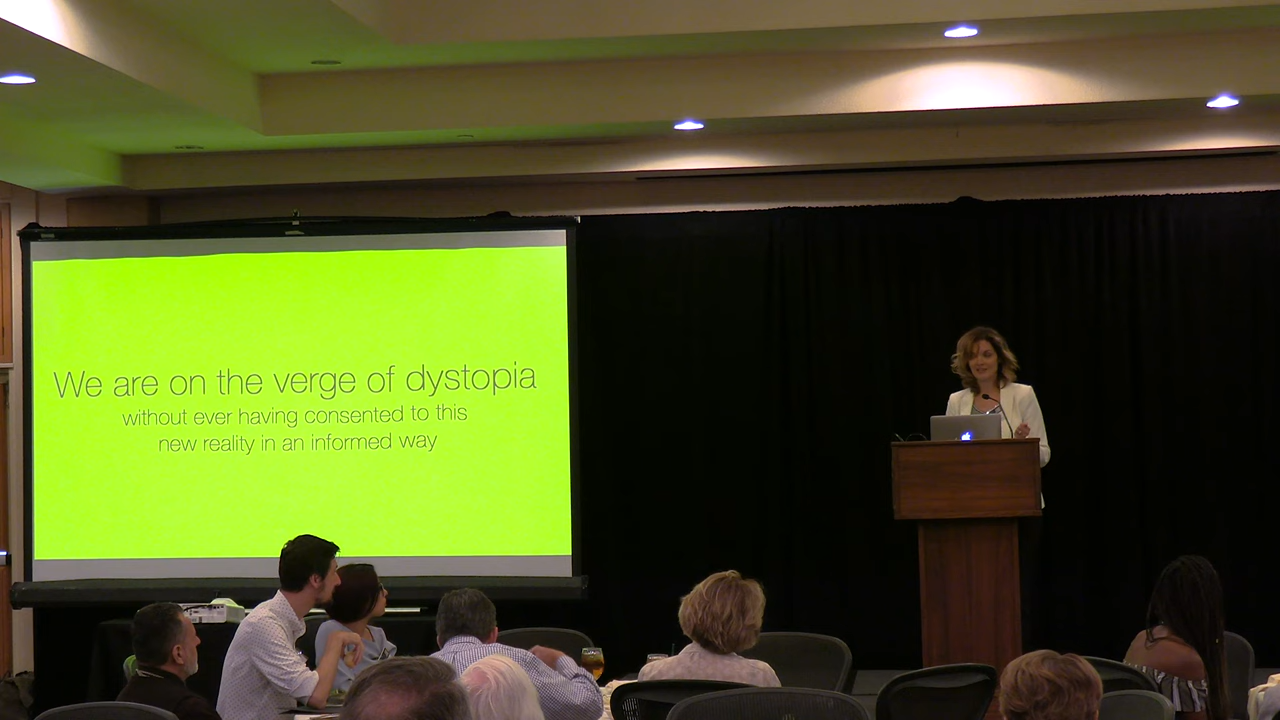 We are on the verge of dystopia
without ever having consented to this
new reality in an informed way